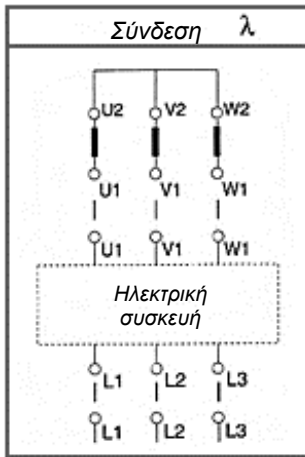 Σύνδεση λ
U2 V2 W2
U1 V1 W1
U1 V1 W1
Ηλεκτρική
συσκευή
L1 L2 L3
L1 L2 L3